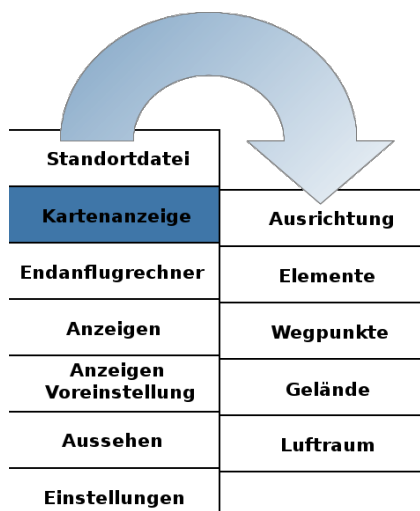 Standortdatei
Kartenanzeige
Endanflugrechner
Anzeigen
Anzeigen
Voreinstellung
Aussehen
Einstellungen
Ausrichtung
Elemente
Wegpunkte
Gelände
Luftraum